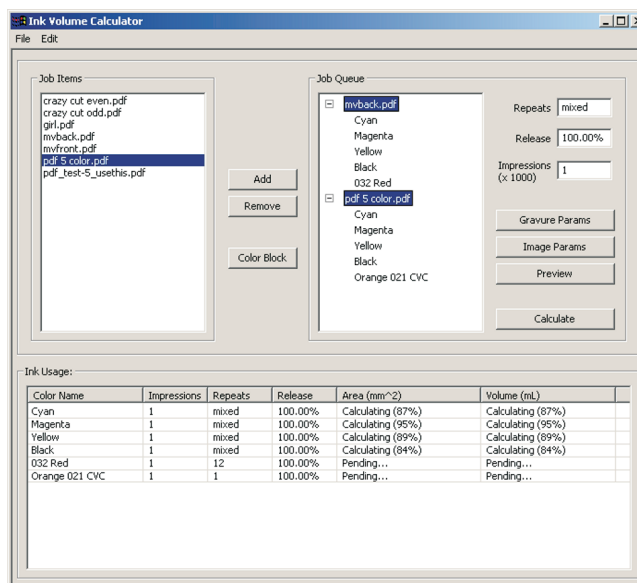 Ink Volume Calculator
File Edit
Job Items
crazy cut even.pdf
crazy cut odd.pdf
girl.pdf
mvback.pdf
mvfront.pdf
pdf 5 color.pdf
pdf_test-5_usethis.pdf
Add
Remove
Color Block
Job Queue
mvback.pdf
Cyan
Magenta
Yellow
Black
032 Red
pdf 5 color.pdf
Cyan
Magenta
Yellow
Black
Orange 021 CVC
Repeats mixed
Release 100.00%
Impressions
(x 1000) 1
Gravure Params
Image Params
Preview
Calculate
Ink Usage:
Color Name Impressions Repeats Release Area (mm^2) Volume (mL)
Cyan 1 mixed 100.00% Calculating (87%) Calculating (87%)
Magenta 1 mixed 100.00% Calculating (95%) Calculating (95%)
Yellow 1 mixed 100.00% Calculating (89%) Calculating (89%)
Black 1 mixed 100.00% Calculating (84%) Calculating (84%)
032 Red 1 12 100.00% Pending... Pending...
Orange 021 CVC 1 1 100.00% Pending... Pending...